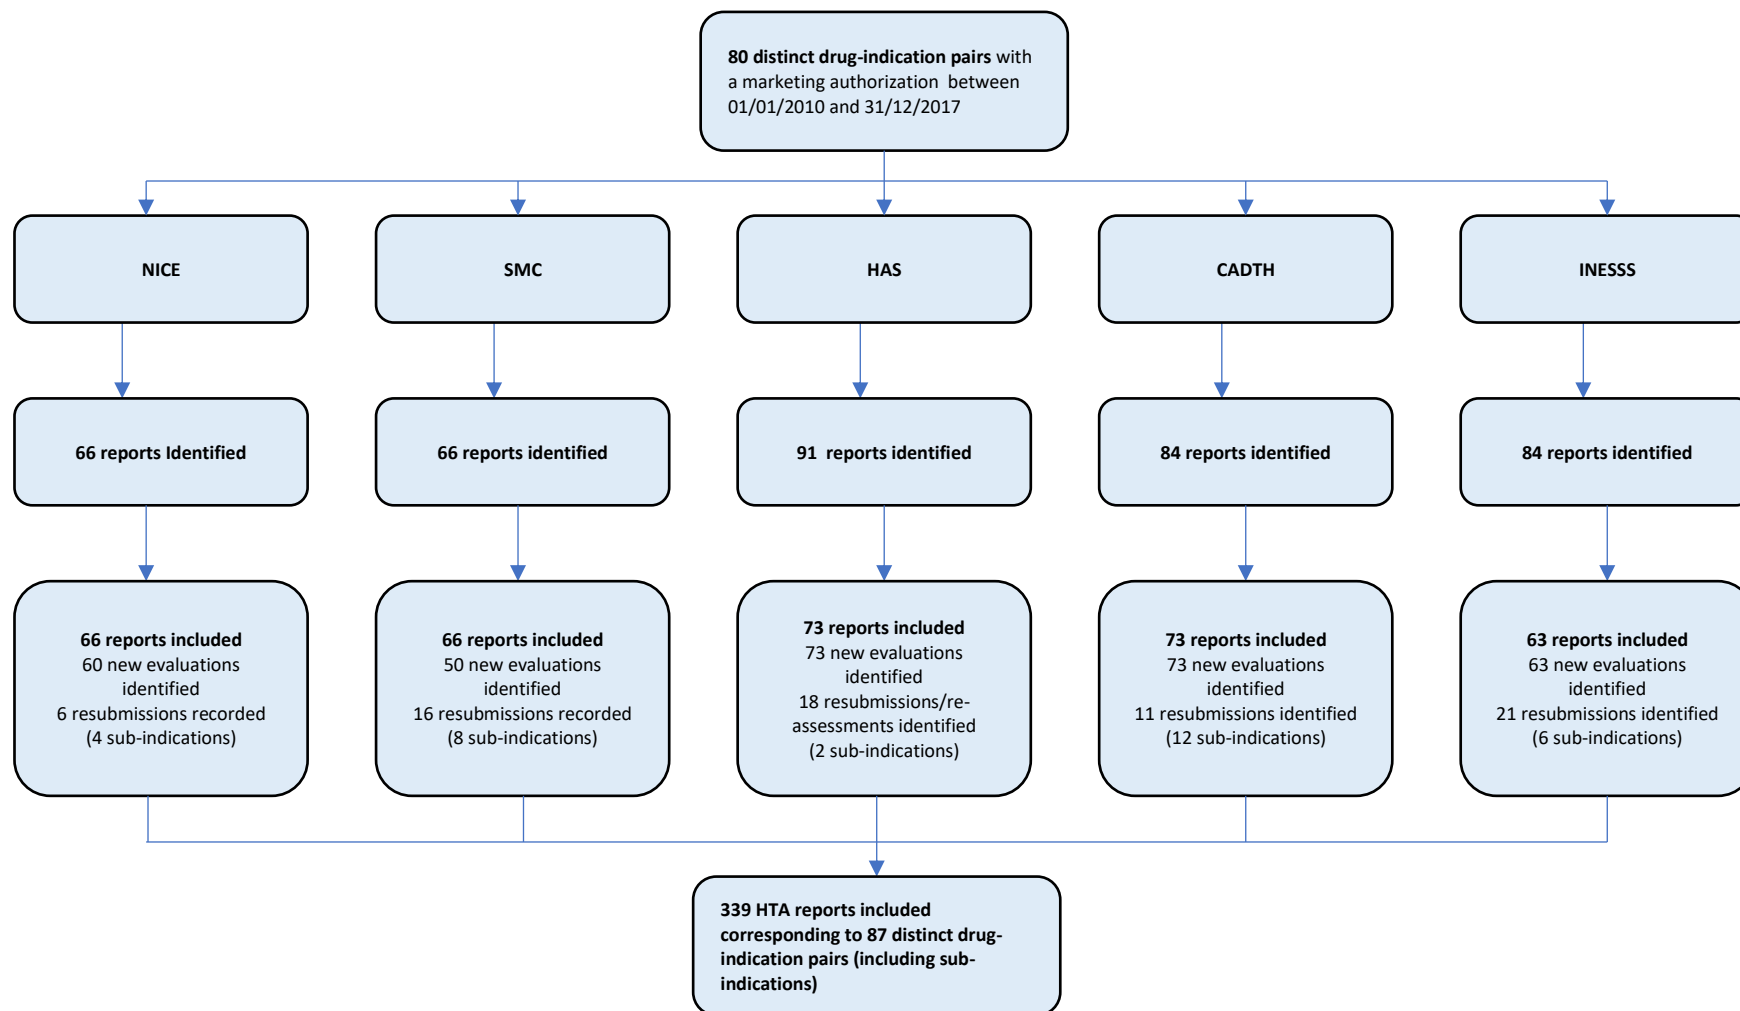 80 distinct drug-indication pairs with
a marketing authorization between
01/01/2010 and 31/12/2017
NICE
SMC
HAS
CADTH
INESSS
66 reports Identified
66 reports identified
91 reports identified
84 reports identified
84 reports identified
66 reports included
60 new evaluations
identified
6 resubmissions recorded
(4 sub-indications)
66 reports included
50 new evaluations
identified
16 resubmissions recorded
(8 sub-indications)
73 reports included
73 new evaluations
identified
18 resubmissions/re-
assessments identified
(2 sub-indications)
73 reports included
73 new evaluations
identified
11 resubmissions identified
(12 sub-indications)
63 reports included
63 new evaluations
identified
21 resubmissions identified
(6 sub-indications)
339 HTA reports included
corresponding to 87 distinct drug-
indication pairs (including sub-
indications)